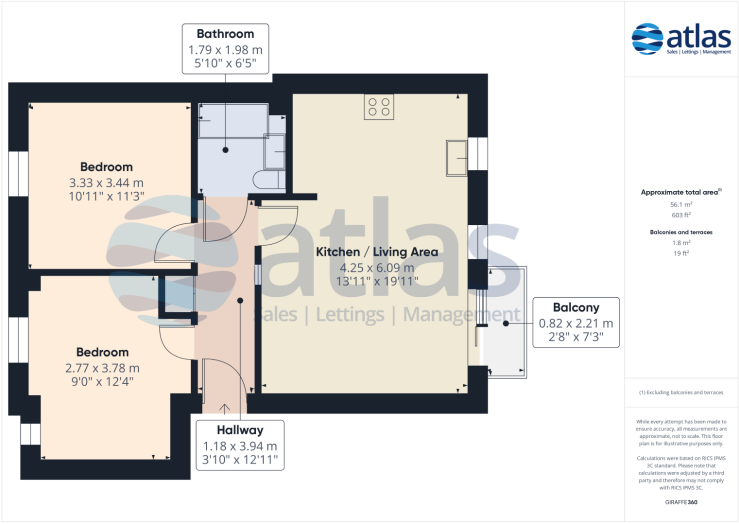 Bathroom
1.79 x 1.98 m
5'10" x 6'5"
Bedroom
3.33 x 3.44 m
10'11" x 11'3"
Kitchen / Living Area
4.25 x 6.09 m
13'11" x 19'11"
atlas
Sales | Lettings | Management
Bedroom
2.77 x 3.78 m
9'0" x 12'4"
Balcony
0.82 x 2.21 m
2'8" x 7'3"
Hallway
1.18 x 3.94 m
3'10" x 12'11"
atlas
Sales | Lettings | Management
Approximate total area(1)
56.1 m²
603 ft²
Balconies and terraces
1.8 m²
19 ft²
(1) Excluding balconies and terraces
While every attempt has been made to
ensure accuracy, all measurements are
approximate, not to scale. This floor
plan is for illustrative purposes only.
Calculations were based on RICS IPMS
3C standard. Please note that
calculations were adjusted by a third
party and therefore may not comply
with RICS IPMS 3C.
GIRAFFE360